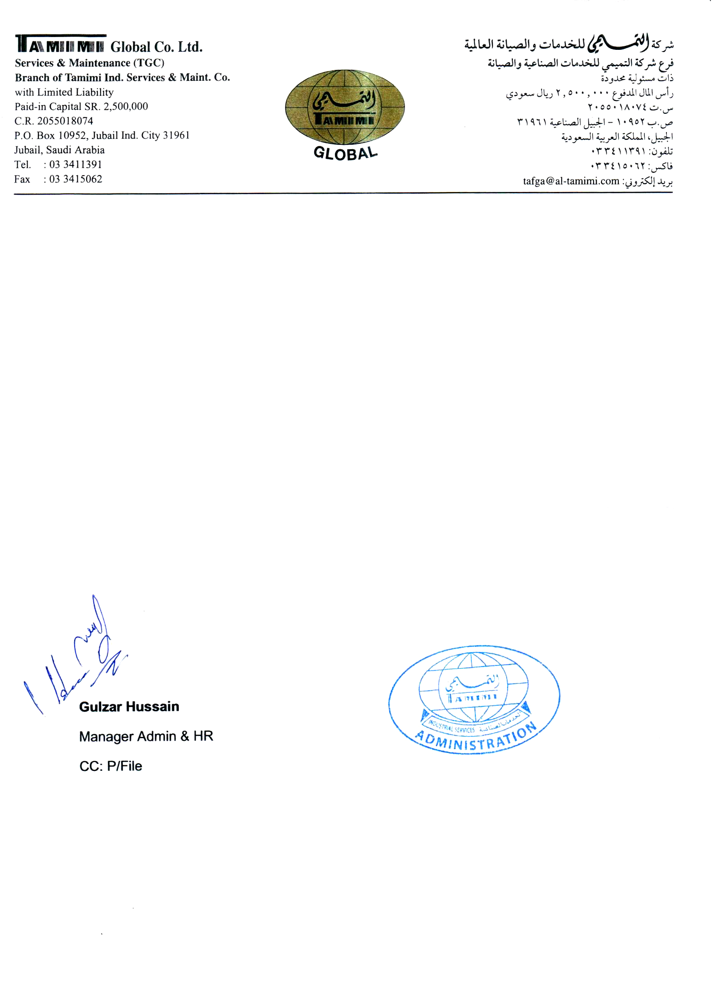 TAMIMI Global Co. Ltd.
Services & Maintenance (TGC)
Branch of Tamimi Ind. Services & Maint. Co.
with Limited Liability
Paid-in Capital SR. 2,500,000
C.R. 2055018074
P.O. Box 10952, Jubail Ind. City 31961
Jubail, Saudi Arabia
Tel. : 03 3411391
Fax : 03 3415062
التميمي
TAMIMI
GLOBAL
شركة التميمي للخدمات والصيانة العالمية
فرع شركة التميمي للخدمات الصناعية والصيانة
ذات مسئولية محدودة
رأس المال المدفوع ٢,٥٠٠,٠٠٠ ريال سعودي
س.ت ٢٠٥٥٠١٨٠٧٤
ص.ب ١٠٩٥٢ - الجبيل الصناعية ٣١٩٦١
الجبيل، المملكة العربية السعودية
تلفون: ٠٣٣٤١١٣٩١
فاكس: ٠٣٣٤١٥٠٦٢
بريد إلكتروني: tafga@al-tamimi.com
Gulzar Hussain
Manager Admin & HR
CC: P/File
التميمي
TAMIMI
INDUSTRIAL SERVICES الخدمات الصناعية
ADMINISTRATION